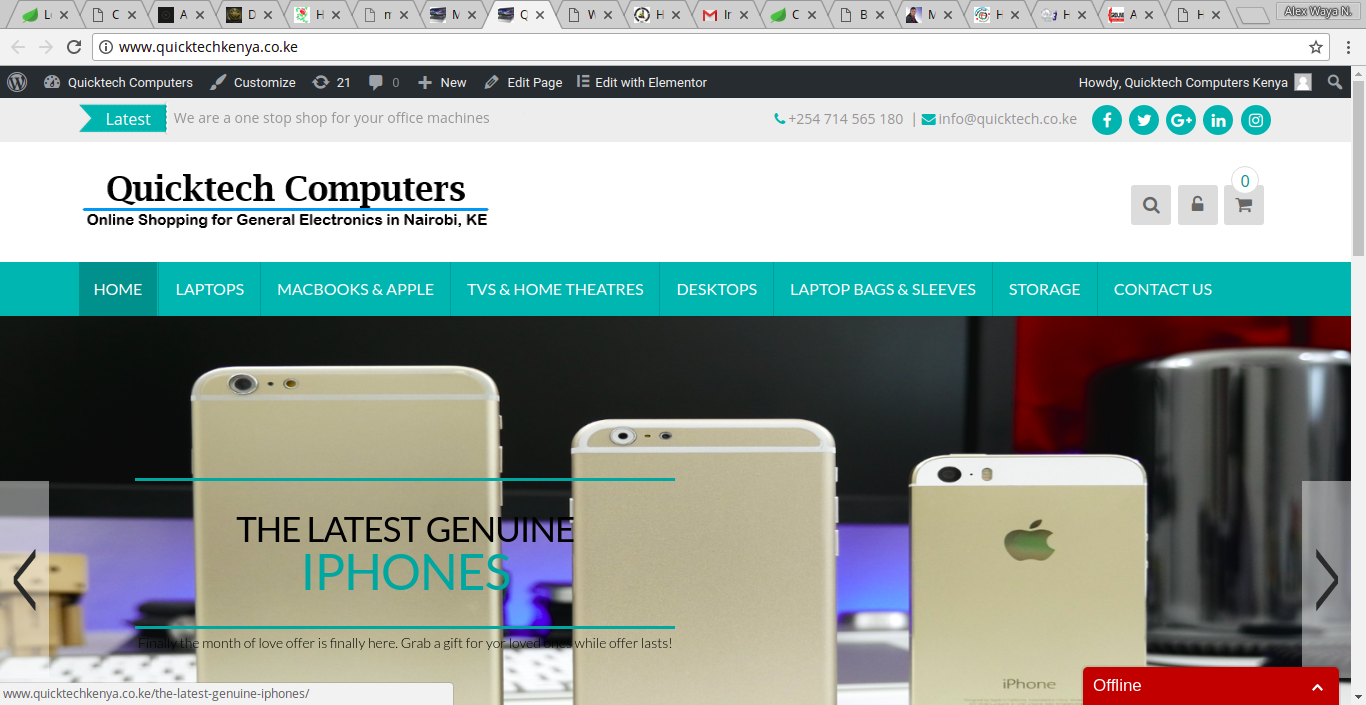 L
C
A
D
H
n
M
Q
W
H
Ir
C
B
M
H
H
A
H
Alex Waya N.
www.quicktechkenya.co.ke
Quicktech Computers Customize 21 0 New Edit Page Edit with Elementor Howdy, Quicktech Computers Kenya
Latest We are a one stop shop for your office machines +254 714 565 180 | info@quicktech.co.ke
0
Quicktech Computers
Online Shopping for General Electronics in Nairobi, KE
HOME LAPTOPS MACBOOKS & APPLE TVS & HOME THEATRES DESKTOPS LAPTOP BAGS & SLEEVES STORAGE CONTACT US
THE LATEST GENUINE
IPHONES
Finally the month of love offer is finally here. Grab a gift for yor loved ones while offer lasts!
iPhone
Offline
www.quicktechkenya.co.ke/the-latest-genuine-iphones/